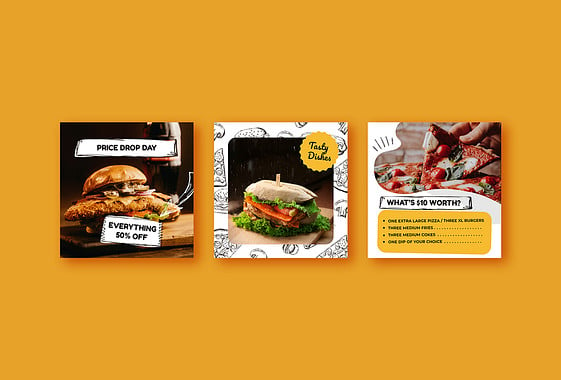 PRICE DROP DAY
EVERYTHING
50% OFF
Tasty
Dishes
WHAT'S $10 WORTH?
• ONE EXTRA LARGE PIZZA / THREE XL BURGERS
• THREE MEDIUM FRIES . . . . . . . . . . . . . . . . . .
• THREE MEDIUM COKES . . . . . . . . . . . . . . . . .
• ONE DIP OF YOUR CHOICE . . . . . . . . . . . . . .